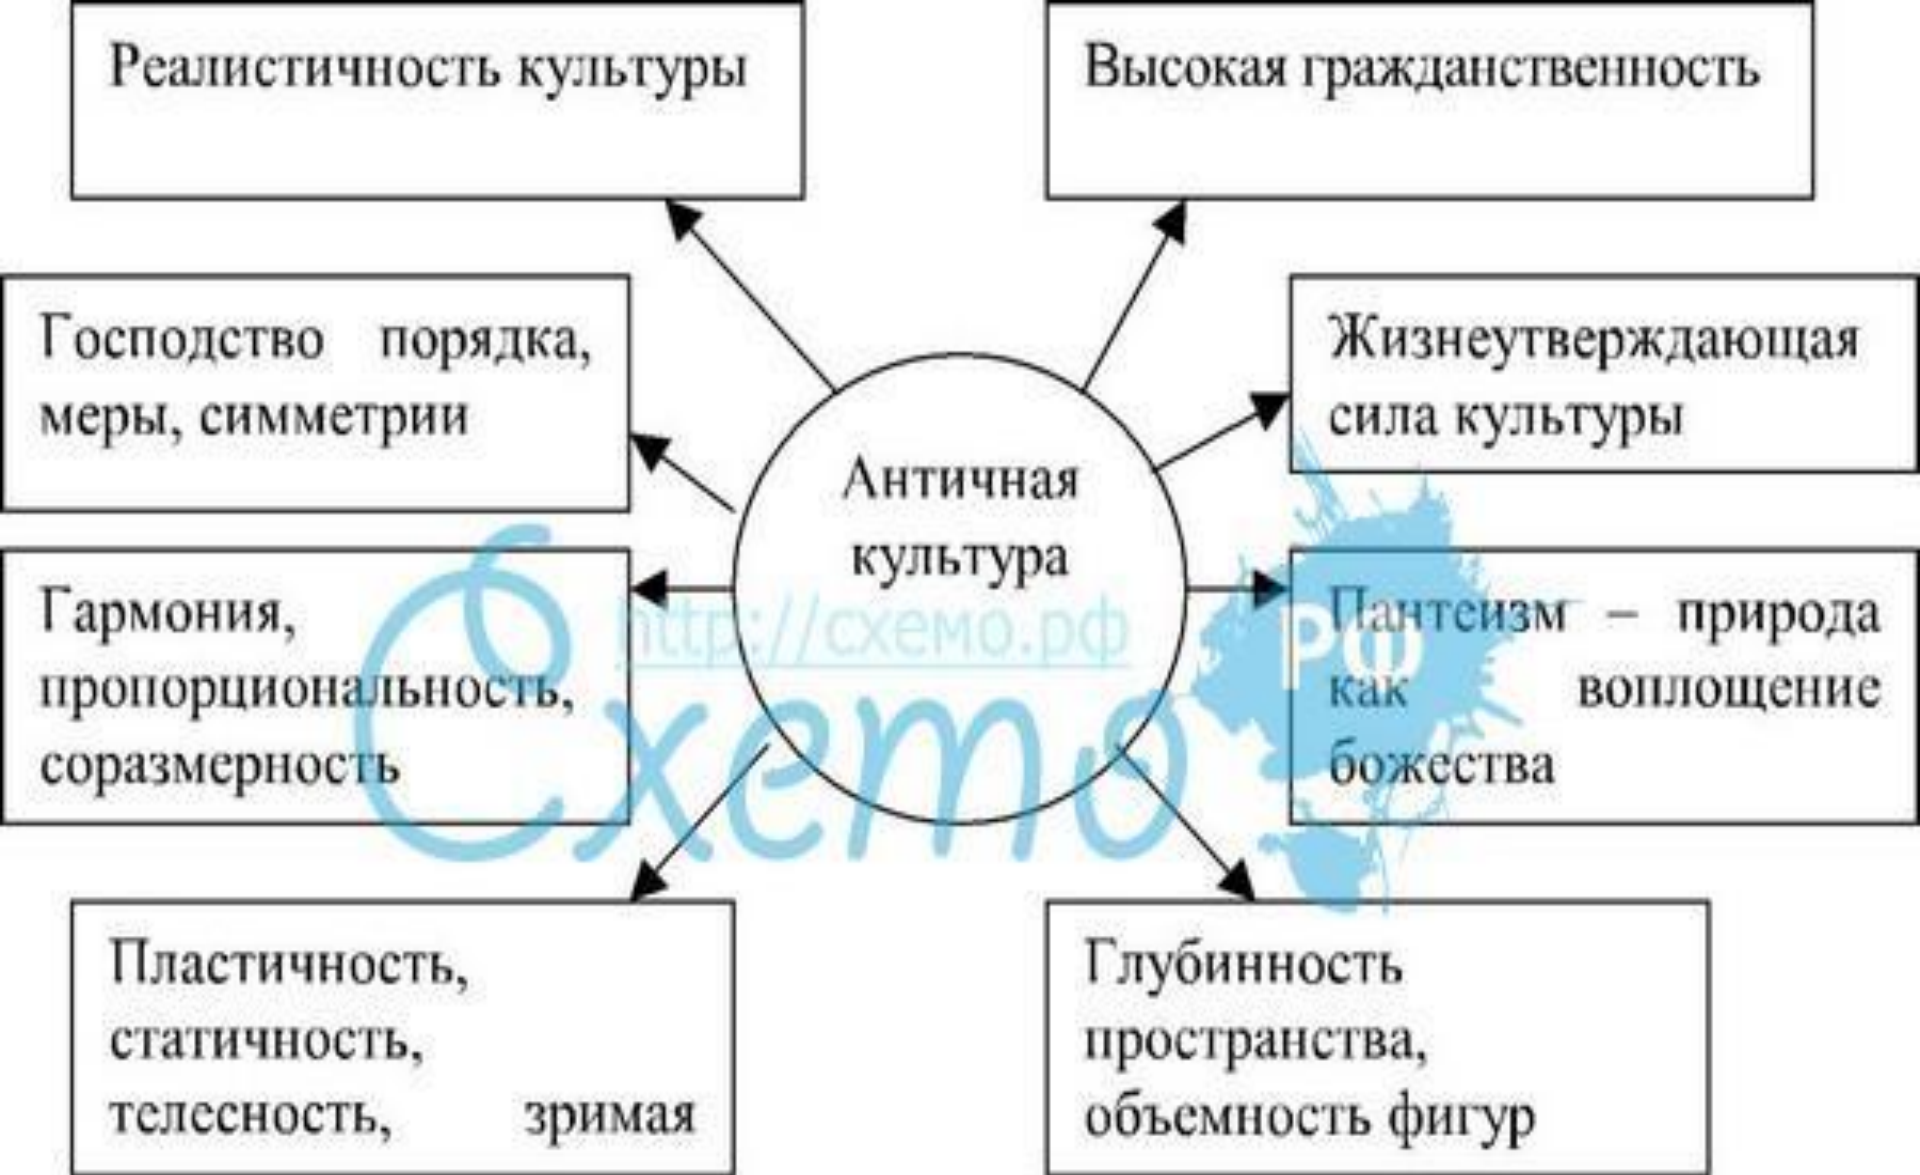 Реалистичность культуры
Высокая гражданственность
Господство порядка,
меры, симметрии
Жизнеутверждающая
сила культуры
Античная
культура
Гармония,
пропорциональность,
соразмерность
Пантеизм – природа
как воплощение
божества
Пластичность,
статичность,
телесность, зримая
Глубинность
пространства,
объемность фигур
http://схемо.рф
Схемо
РФ